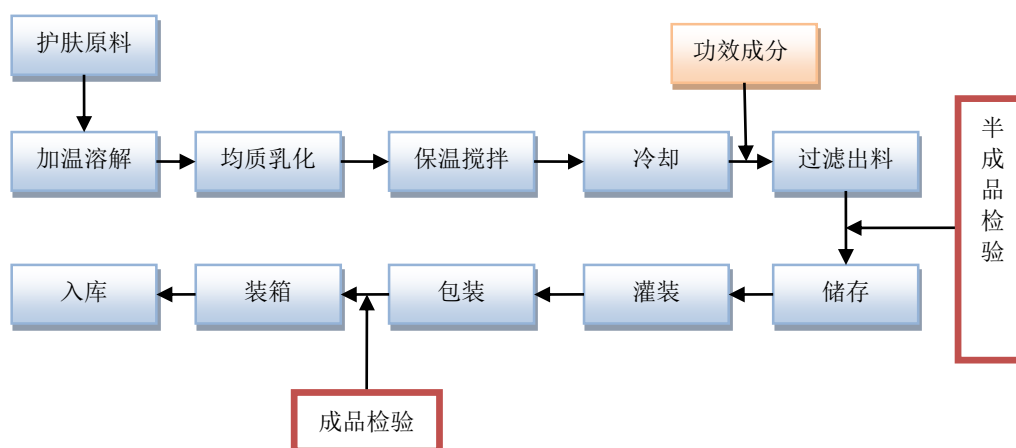 护肤原料
功效成分
加温溶解
均质乳化
保温搅拌
冷却
过滤出料
半
成
品
检
验
入库
装箱
包装
灌装
储存
成品检验